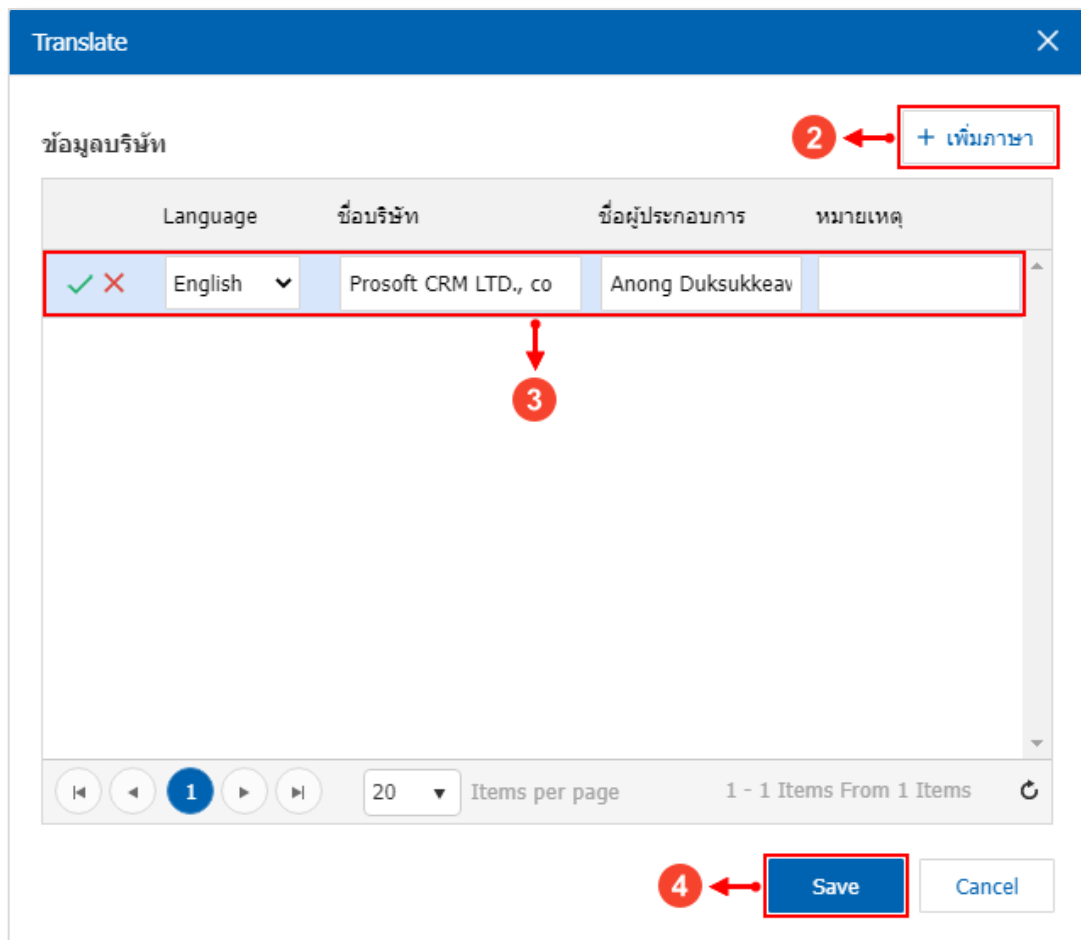 Translate
ข้อมูลบริษัท
2
+ เพิ่มภาษา
Language ชื่อบริษัท ชื่อผู้ประกอบการ หมายเหตุ
English Prosoft CRM LTD., co Anong Duksukkeaw
3
1 20 Items per page 1 - 1 Items From 1 Items
4
Save Cancel